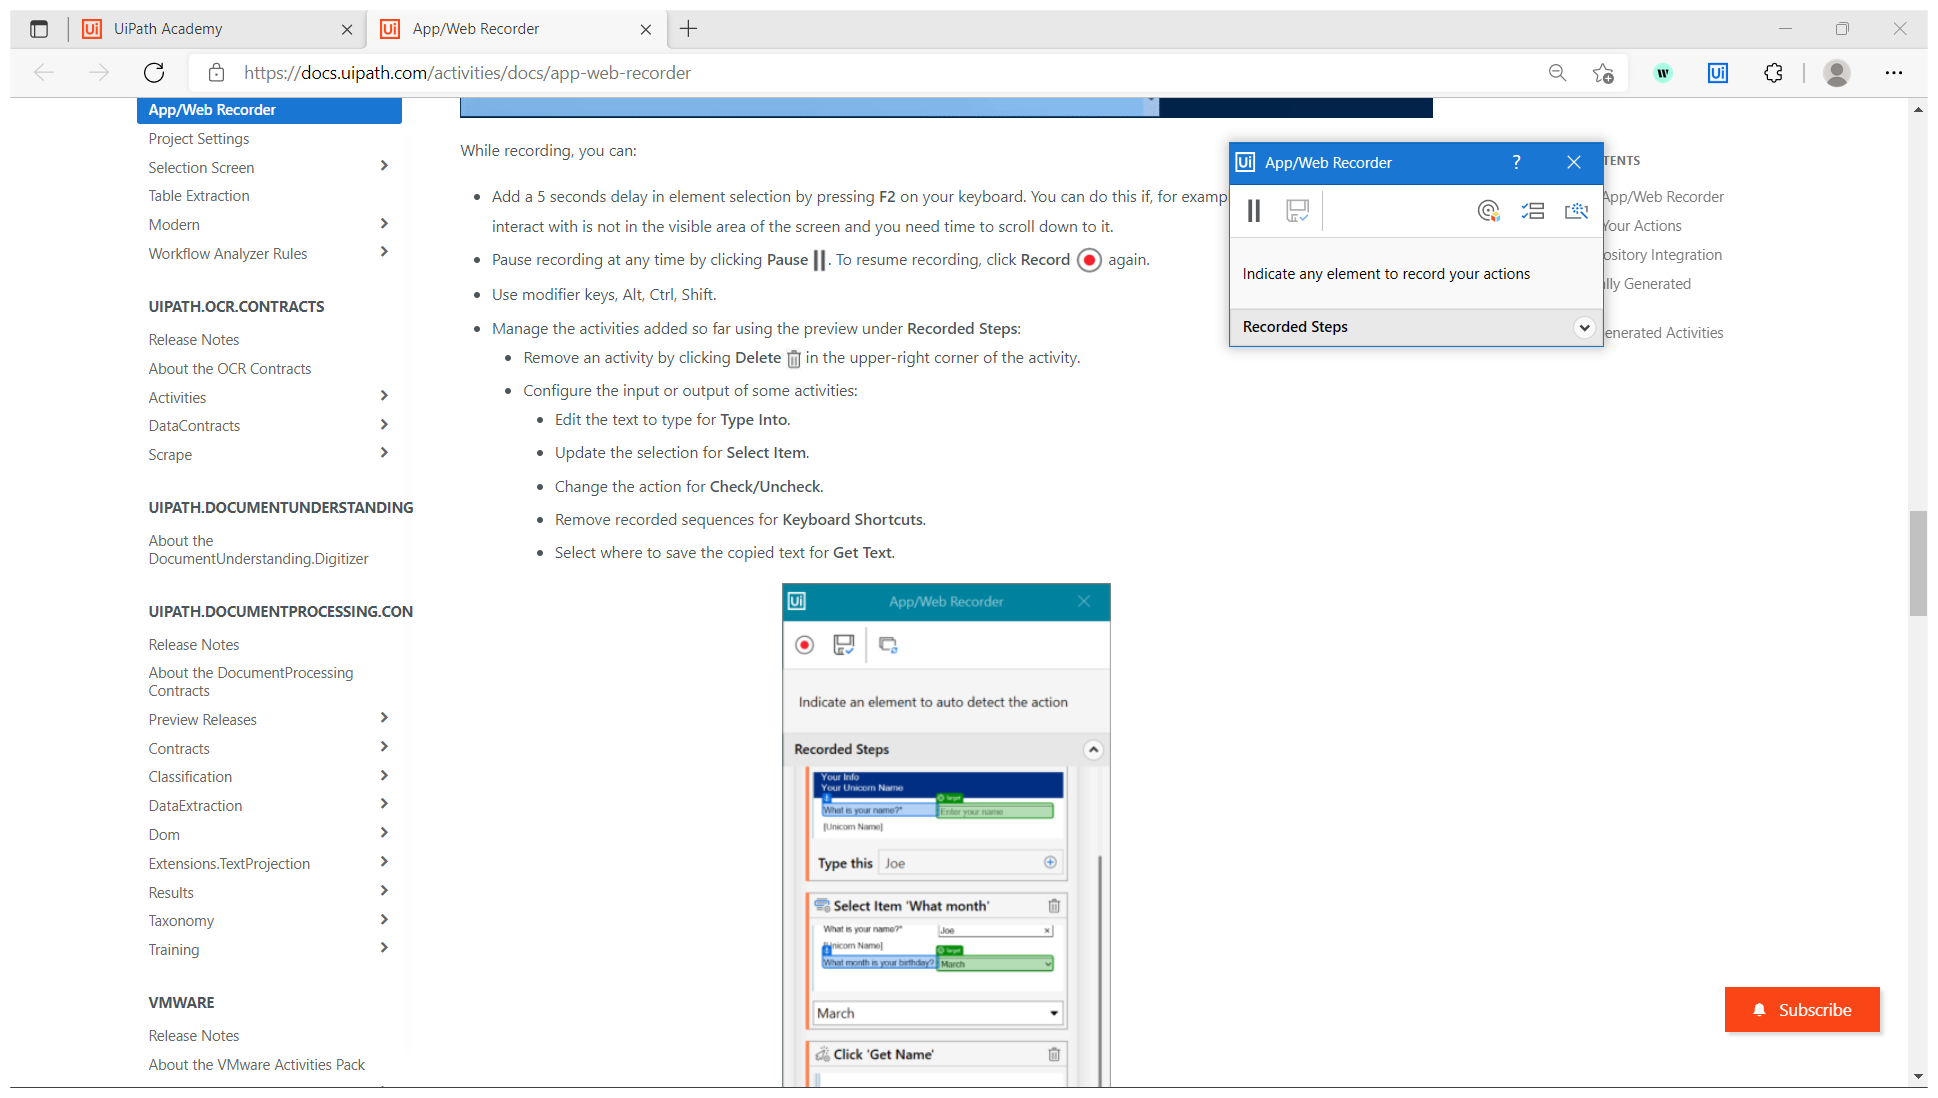 UiPath Academy
App/Web Recorder
https://docs.uipath.com/activities/docs/app-web-recorder
App/Web Recorder
Project Settings
Selection Screen
Table Extraction
Modern
Workflow Analyzer Rules
UIPATH.OCR.CONTRACTS
Release Notes
About the OCR Contracts
Activities
DataContracts
Scrape
UIPATH.DOCUMENTUNDERSTANDING
About the
DocumentUnderstanding.Digitizer
UIPATH.DOCUMENTPROCESSING.CON
Release Notes
About the DocumentProcessing
Contracts
Preview Releases
Contracts
Classification
DataExtraction
Dom
Extensions.TextProjection
Results
Taxonomy
Training
VMWARE
Release Notes
About the VMware Activities Pack
While recording, you can:
Add a 5 seconds delay in element selection by pressing F2 on your keyboard. You can do this if, for examp
interact with is not in the visible area of the screen and you need time to scroll down to it.
Pause recording at any time by clicking Pause. To resume recording, click Record again.
Use modifier keys, Alt, Ctrl, Shift.
Manage the activities added so far using the preview under Recorded Steps:
Remove an activity by clicking Delete in the upper-right corner of the activity.
Configure the input or output of some activities:
Edit the text to type for Type Into.
Update the selection for Select Item.
Change the action for Check/Uncheck.
Remove recorded sequences for Keyboard Shortcuts.
Select where to save the copied text for Get Text.
Ui App/Web Recorder
Indicate an element to auto detect the action
Recorded Steps
Your Info
Your Unicorn Name
What is your name?*
Target
Enter your name
[Unicorn Name]
Type this Joe
Select Item 'What month'
What is your name?* Joe
[Unicorn Name]
Target
What month is your birthday? March
March
Click 'Get Name'
Ui App/Web Recorder ?
Indicate any element to record your actions
Recorded Steps
TENTS
App/Web Recorder
Your Actions
ository Integration
lly Generated
enerated Activities
Subscribe